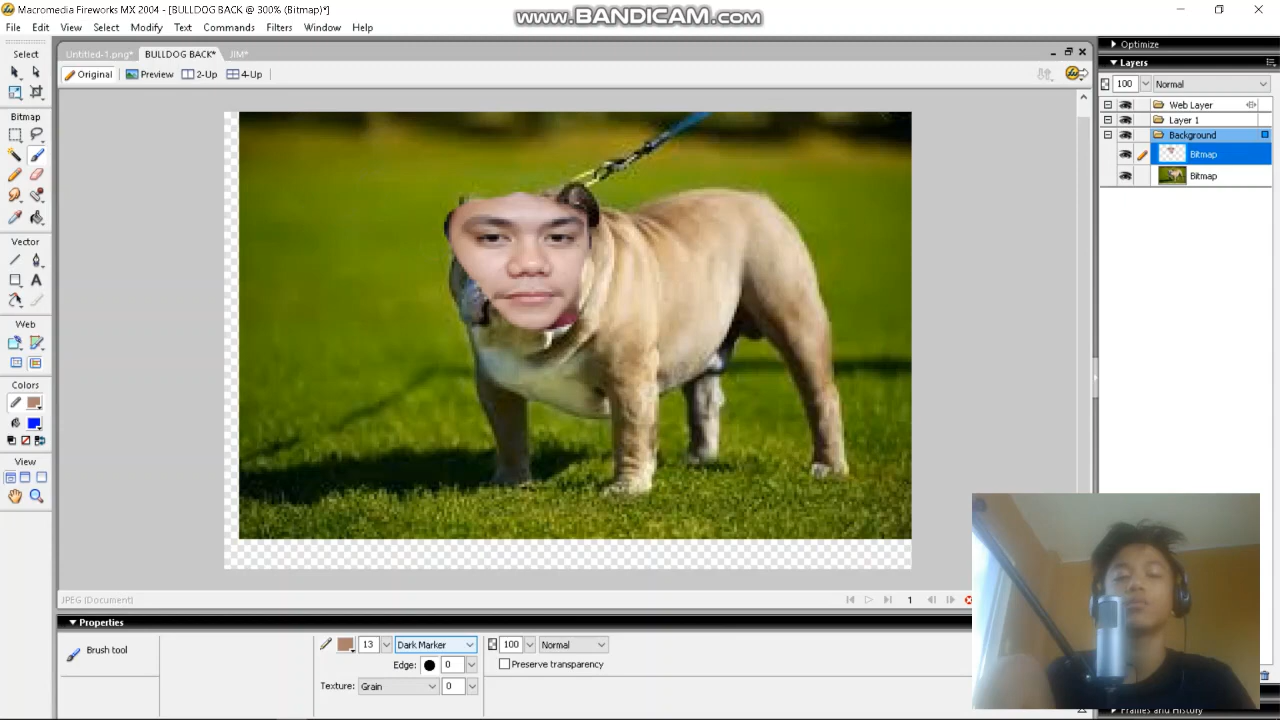 Macromedia Fireworks MX 2004 - [BULLDOG BACK @ 300% (Bitmap)*]
www.BANDICAM.com
File Edit View Select Modify Text Commands Filters Window Help
Select
Untitled-1.png* BULLDOG BACK* JIM*
Original Preview 2-Up 4-Up
Bitmap
Vector
A
Web
Colors
View
Optimize
Layers
100 Normal
Web Layer
Layer 1
Background
Bitmap
Bitmap
JPEG (Document)
1
Properties
Brush tool
13 Dark Marker
Edge: 0
Texture: Grain 0
100 Normal
Preserve transparency
Frames and History